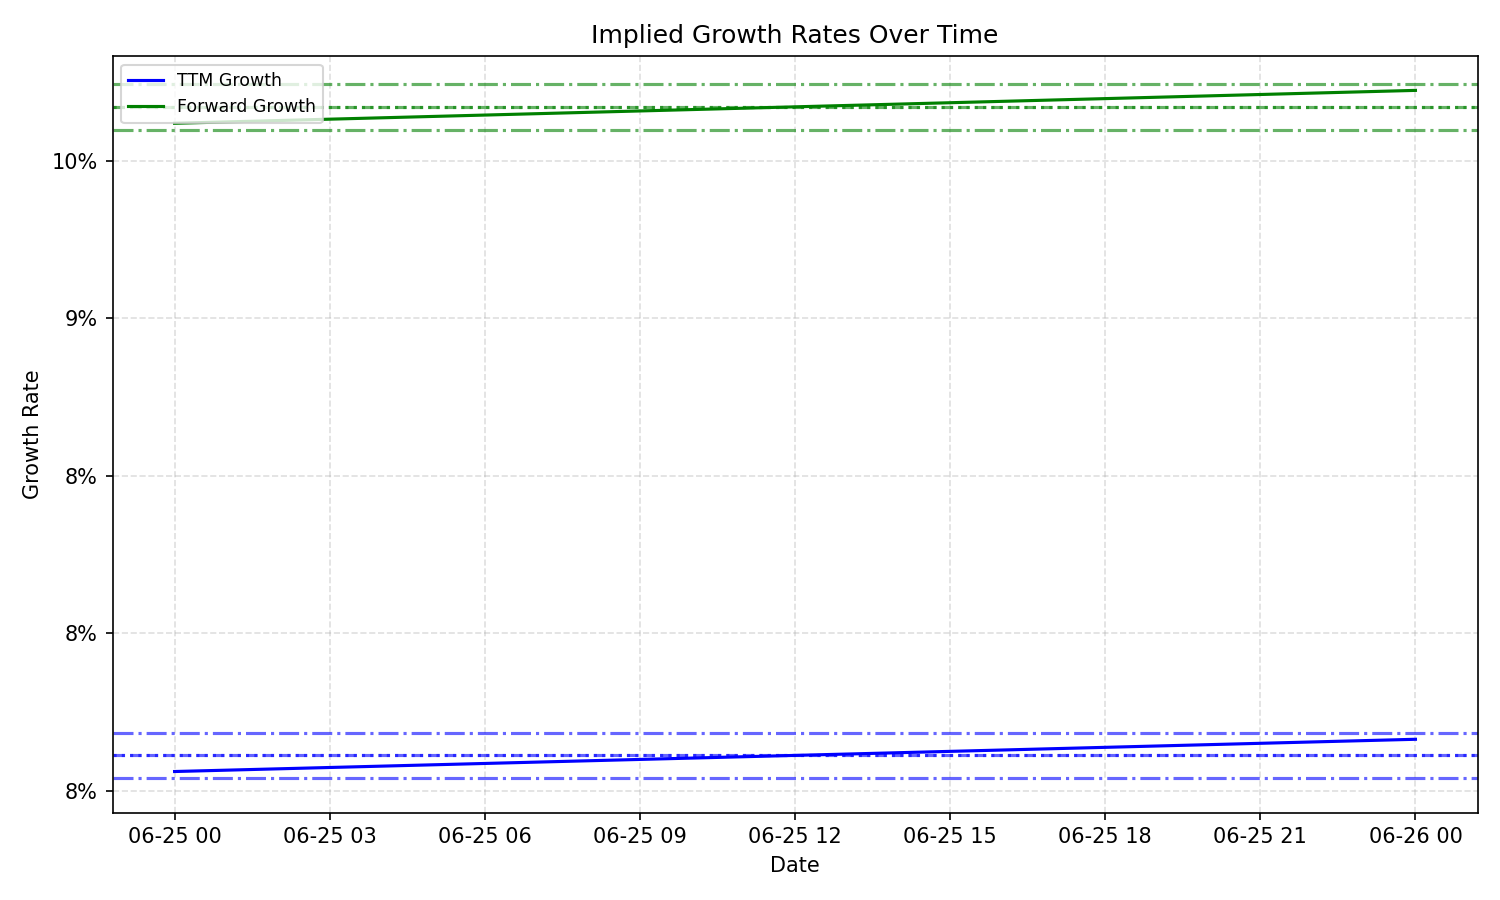 Implied Growth Rates Over Time
TTM Growth
Forward Growth
10%
9%
8%
8%
8%
Growth Rate
06-25 00
06-25 03
06-25 06
06-25 09
06-25 12
06-25 15
06-25 18
06-25 21
06-26 00
Date